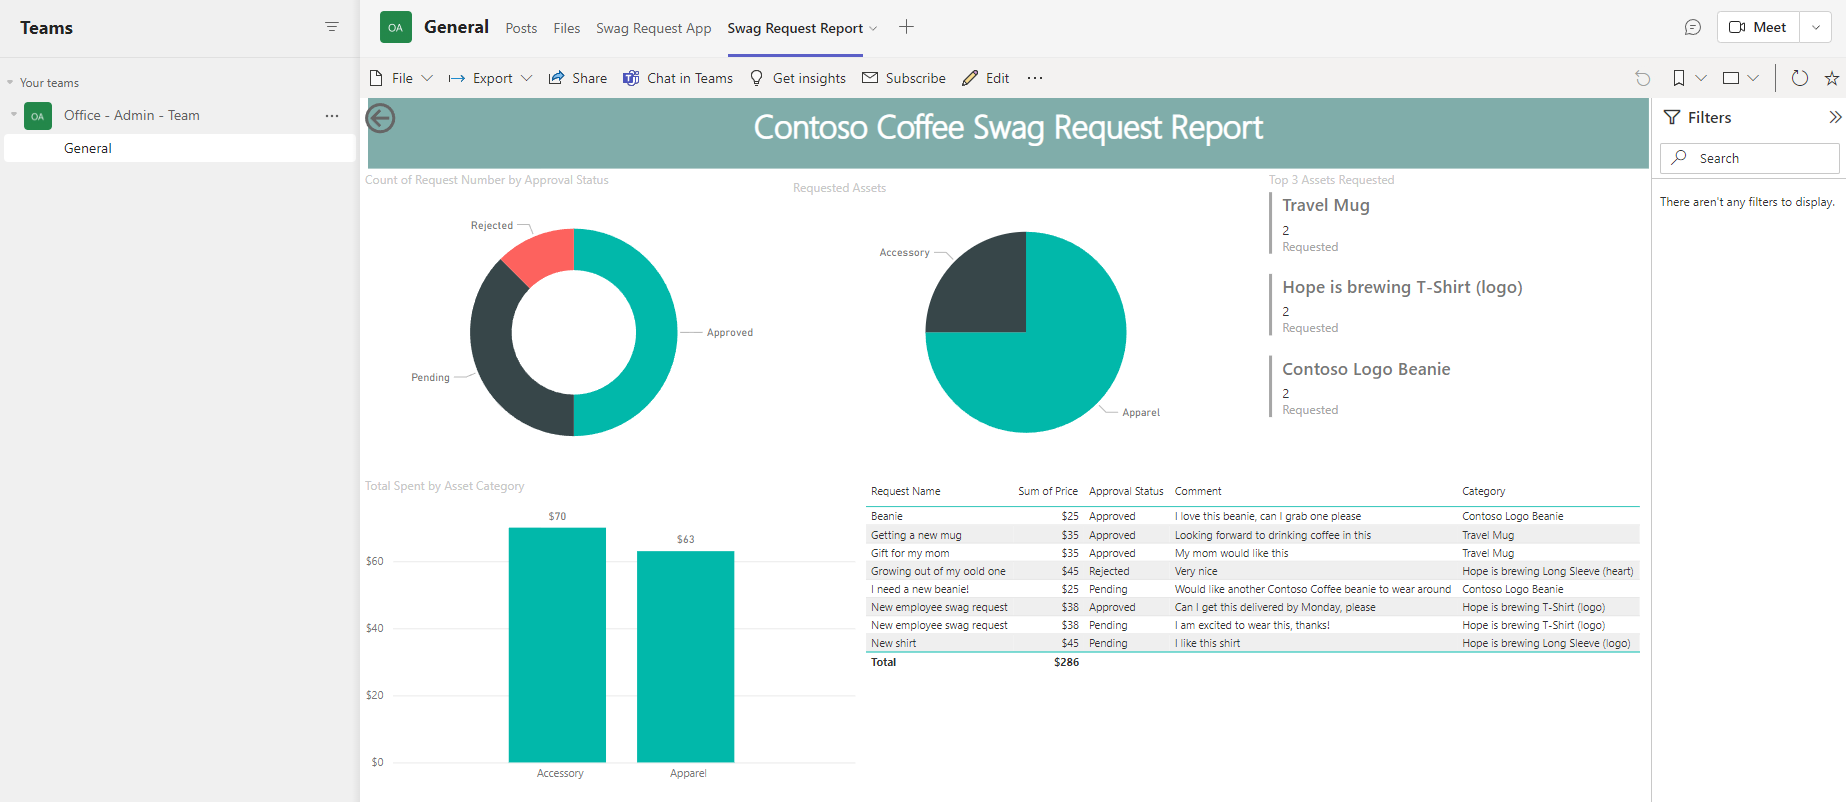 Teams
Your teams
OA Office - Admin - Team ...
General
OA General Posts Files Swag Request App Swag Request Report Meet
File Export Share Chat in Teams Get insights Subscribe Edit ...
Contoso Coffee Swag Request Report
Count of Request Number by Approval Status
Rejected
Approved
Pending
Requested Assets
Accessory
Apparel
Top 3 Assets Requested
Travel Mug
2
Requested
Hope is brewing T-Shirt (logo)
2
Requested
Contoso Logo Beanie
2
Requested
Filters
Search
There aren't any filters to display.
Total Spent by Asset Category
$70
$63
$60
$40
$20
$0
Accessory Apparel
Request Name Sum of Price Approval Status Comment Category
Beanie $25 Approved I love this beanie, can I grab one please Contoso Logo Beanie
Getting a new mug $35 Approved Looking forward to drinking coffee in this Travel Mug
Gift for my mom $35 Approved My mom would like this Travel Mug
Growing out of my oold one $45 Rejected Very nice Hope is brewing Long Sleeve (heart)
I need a new beanie! $25 Pending Would like another Contoso Coffee beanie to wear around Contoso Logo Beanie
New employee swag request $38 Approved Can I get this delivered by Monday, please Hope is brewing T-Shirt (logo)
New employee swag request $38 Pending I am excited to wear this, thanks! Hope is brewing T-Shirt (logo)
New shirt $45 Pending I like this shirt Hope is brewing Long Sleeve (logo)
Total $286